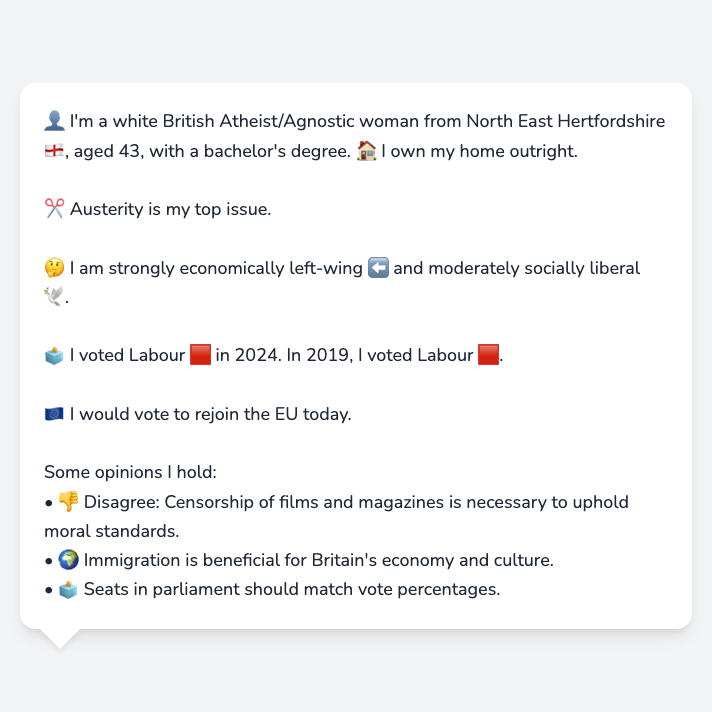 👤 I'm a white British Atheist/Agnostic woman from North East Hertfordshire
🏴󠁧󠁢󠁥󠁮󠁧󠁿, aged 43, with a bachelor's degree. 🏠 I own my home outright.
✂️ Austerity is my top issue.
🤔 I am strongly economically left-wing ⬅️ and moderately socially liberal
🕊️.
🗳️ I voted Labour 🟥 in 2024. In 2019, I voted Labour 🟥.
🇪🇺 I would vote to rejoin the EU today.
Some opinions I hold:
• 👎 Disagree: Censorship of films and magazines is necessary to uphold
moral standards.
• 🌍 Immigration is beneficial for Britain's economy and culture.
• 🗳️ Seats in parliament should match vote percentages.